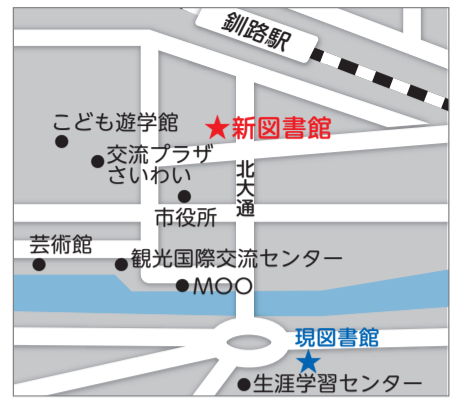 釧路駅
★新図書館
こども遊学館
交流プラザ
さいわい
北大通
市役所
芸術館
観光国際交流センター
MOO
現図書館
生涯学習センター